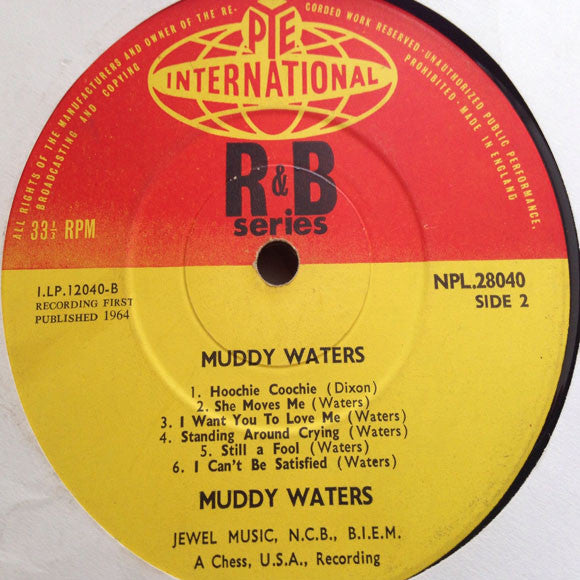 ALL RIGHTS OF THE MANUFACTURERS AND OWNER OF THE RE-
CORDED WORK RESERVED·UNAUTHORIZED PUBLIC PERFORMANCE,
BROADCASTING AND COPYING
PROHIBITED·MADE IN ENGLAND
PYE
INTERNATIONAL
R&B
series
33⅓ RPM
1.LP.12040-B
RECORDING FIRST
PUBLISHED 1964
NPL.28040
SIDE 2
MUDDY WATERS
1. Hoochie Coochie (Dixon)
2. She Moves Me (Waters)
3. I Want You To Love Me (Waters)
4. Standing Around Crying (Waters)
5. Still a Fool (Waters)
6. I Can't Be Satisfied (Waters)
MUDDY WATERS
JEWEL MUSIC, N.C.B., B.I.E.M.
A Chess, U.S.A., Recording